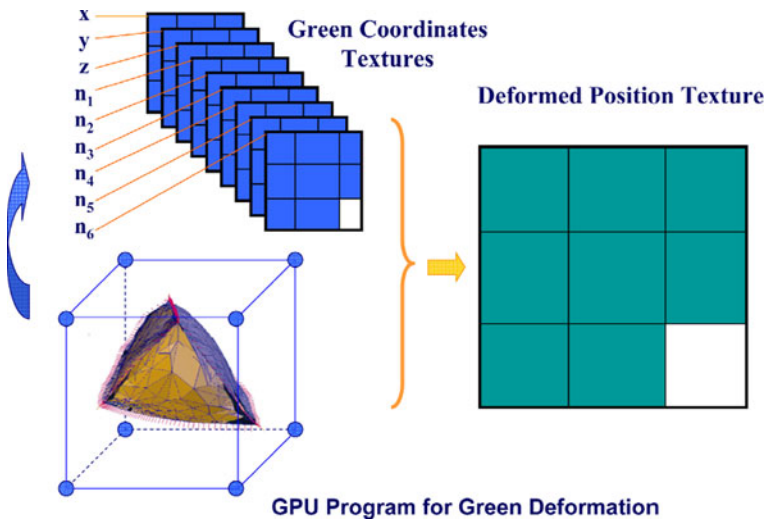 x
y
z
n1
n2
n3
n4
n5
n6
Green Coordinates
Textures
Deformed Position Texture
GPU Program for Green Deformation